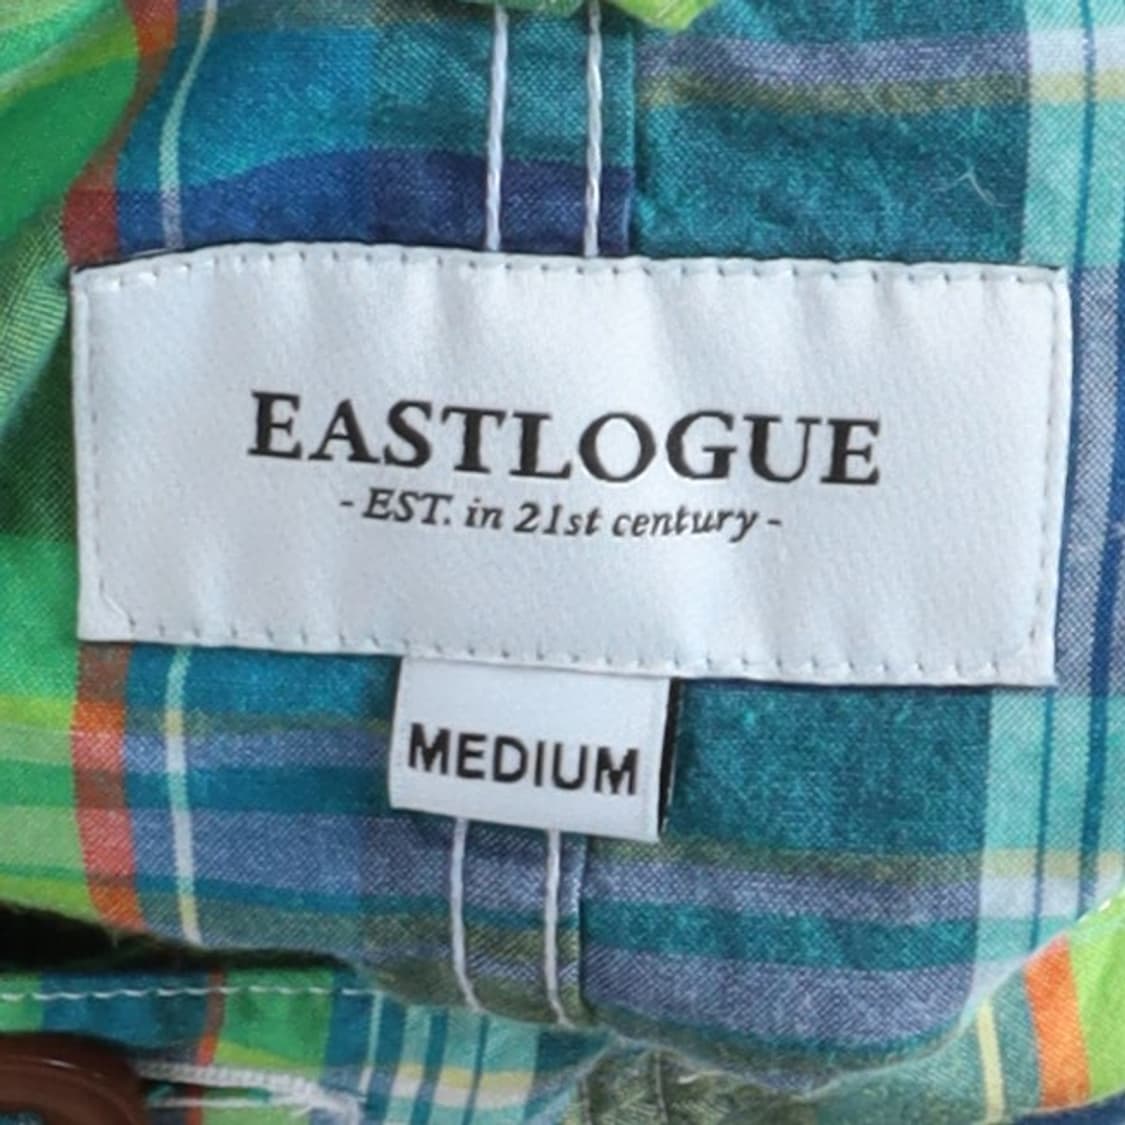 EASTLOGUE
- EST. in 21st century -
MEDIUM